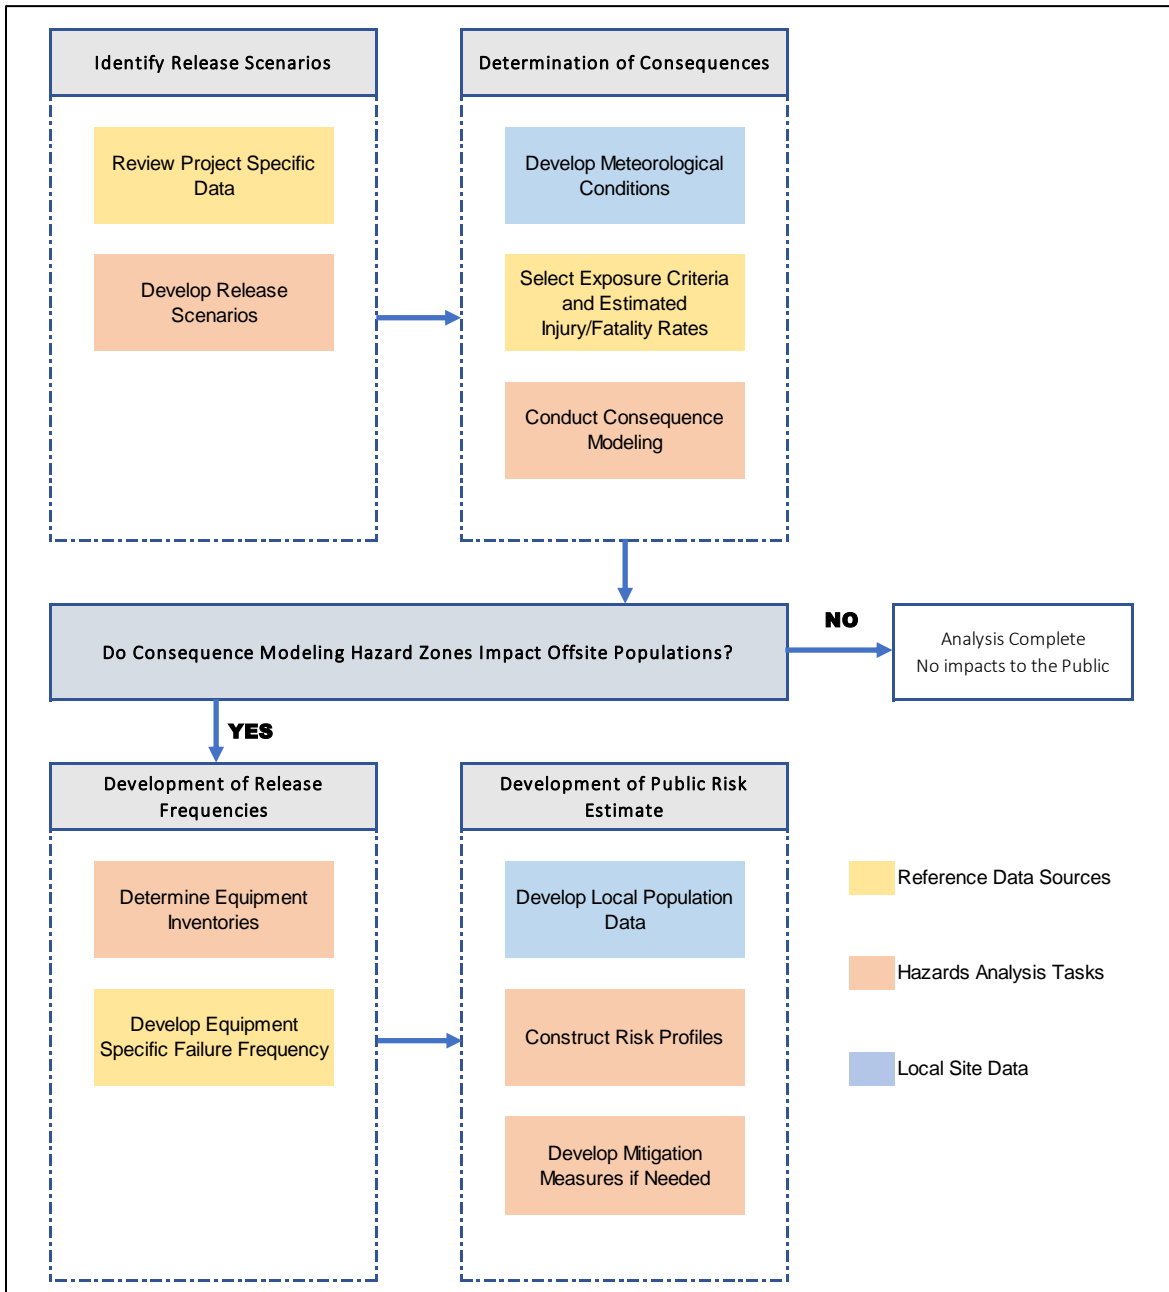 Identify Release Scenarios
Review Project Specific
Data
Develop Release
Scenarios
Determination of Consequences
Develop Meteorological
Conditions
Select Exposure Criteria
and Estimated
Injury/Fatality Rates
Conduct Consequence
Modeling
Do Consequence Modeling Hazard Zones Impact Offsite Populations?
NO
Analysis Complete
No impacts to the Public
YES
Development of Release
Frequencies
Determine Equipment
Inventories
Develop Equipment
Specific Failure Frequency
Development of Public Risk
Estimate
Develop Local Population
Data
Construct Risk Profiles
Develop Mitigation
Measures if Needed
Reference Data Sources
Hazards Analysis Tasks
Local Site Data